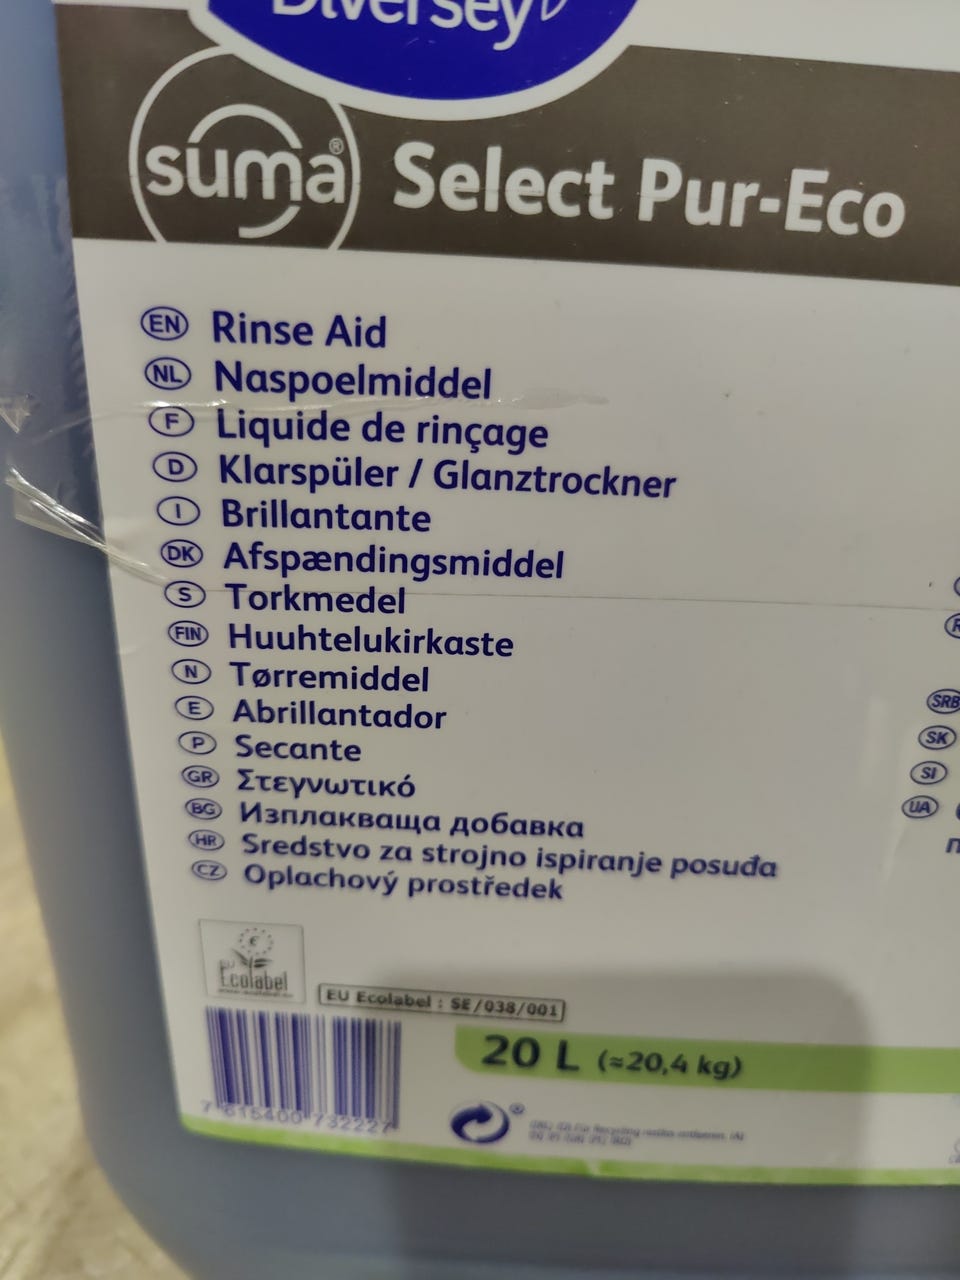 Diversey
suma® Select Pur-Eco
EN Rinse Aid
NL Naspoelmiddel
F Liquide de rinçage
D Klarspüler / Glanztrockner
I Brillantante
DK Afspændingsmiddel
S Torkmedel
FIN Huuhtelukirkaste
N Tørremiddel
E Abrillantador
P Secante
GR Στεγνωτικό
BG Изплакваща добавка
HR Sredstvo za strojno ispiranje posuđa
CZ Oplachový prostředek
SRB
SK
SI
UA
EU
Ecolabel
EU Ecolabel : SE/038/001
20 L (≈20,4 kg)
7 615400 732227